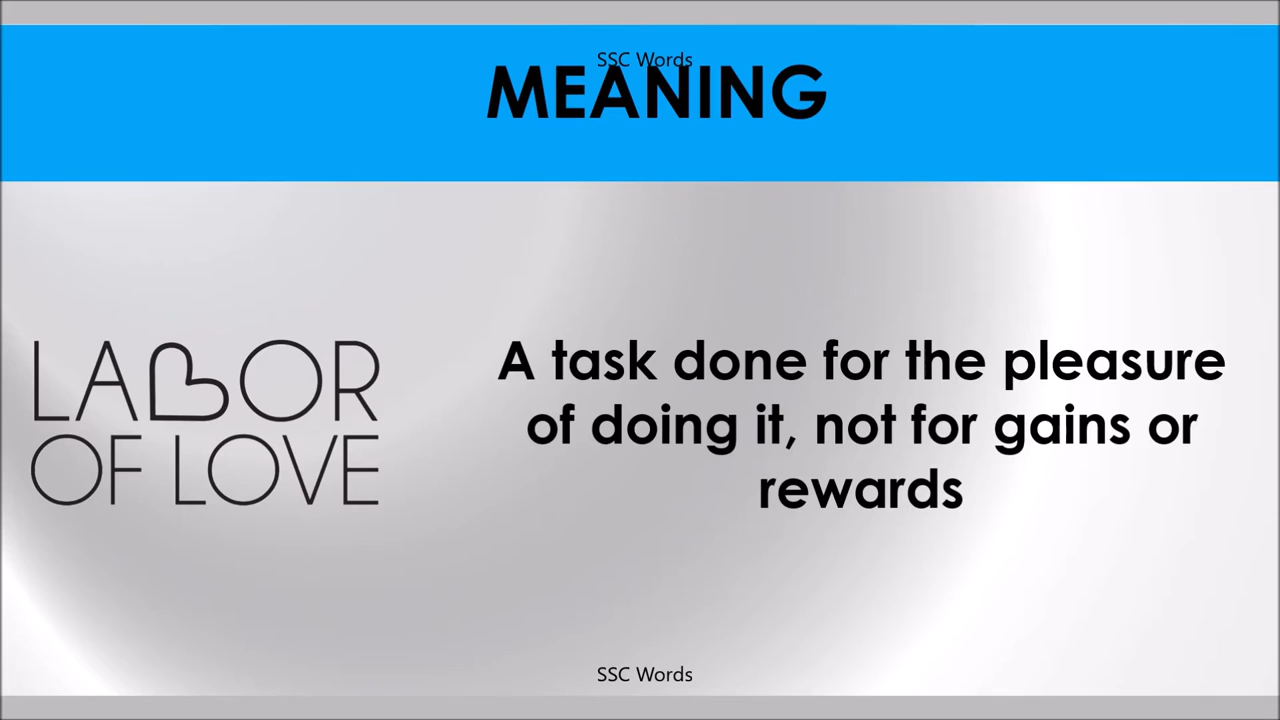 SSC Words
MEANING
LABOR
OF LOVE
A task done for the pleasure
of doing it, not for gains or
rewards
SSC Words